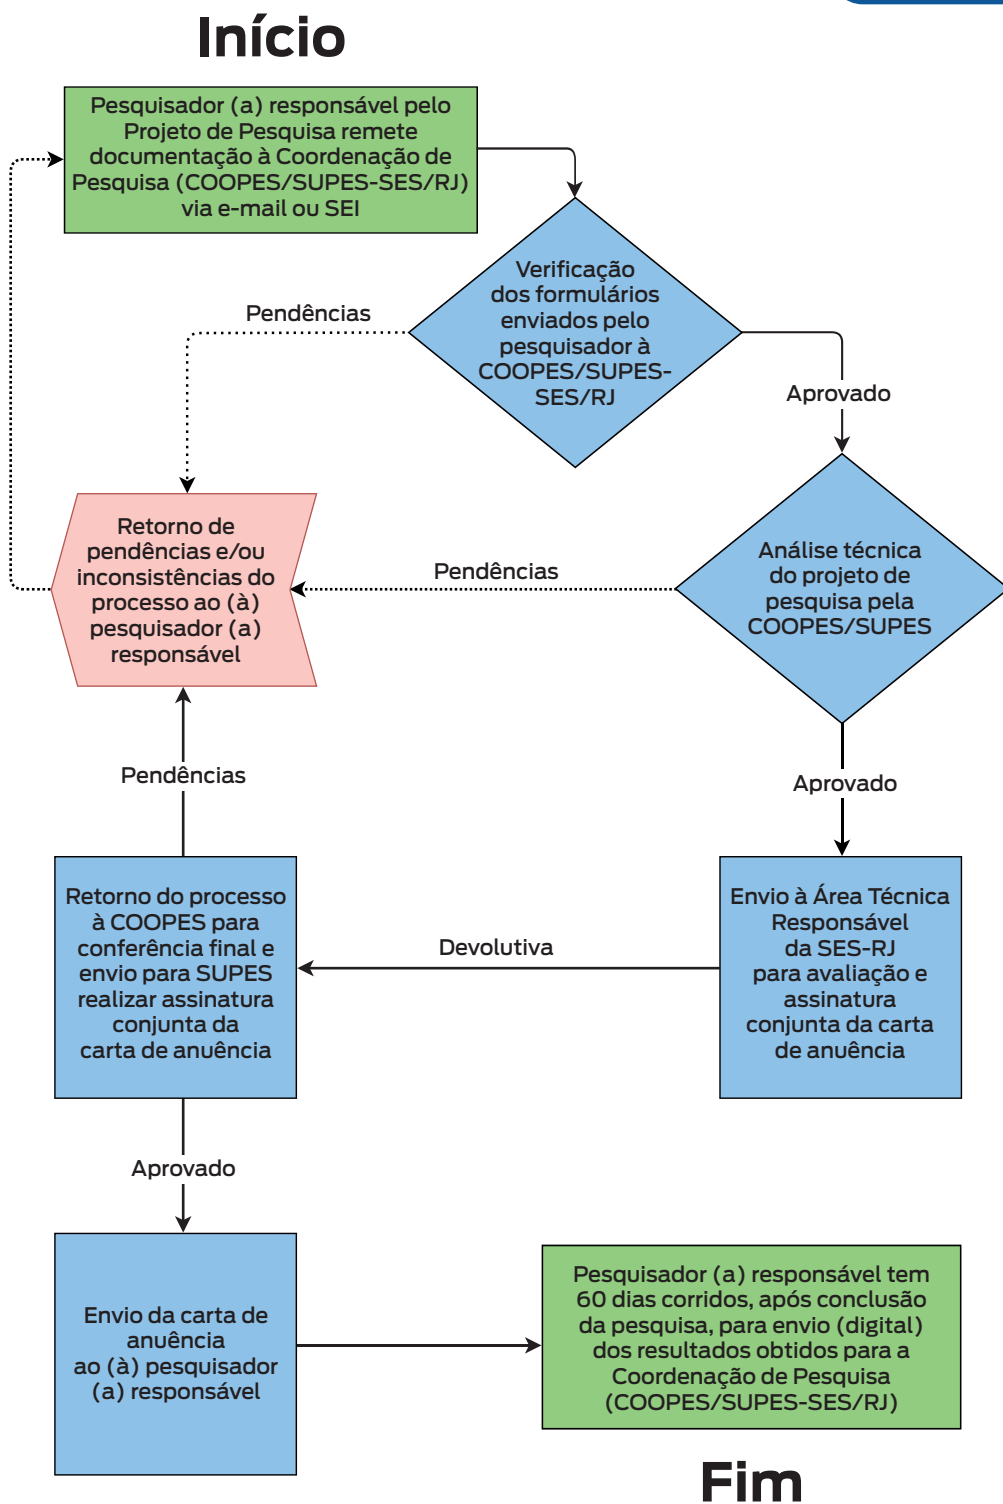 Início
Pesquisador (a) responsável pelo
Projeto de Pesquisa remete
documentação à Coordenação de
Pesquisa (COOPES/SUPES-SES/RJ)
via e-mail ou SEI
Verificação
dos formulários
enviados pelo
pesquisador à
COOPES/SUPES-
SES/RJ
Pendências
Aprovado
Retorno de
pendências e/ou
inconsistências do
processo ao (à)
pesquisador (a)
responsável
Pendências
Análise técnica
do projeto de
pesquisa pela
COOPES/SUPES
Pendências
Aprovado
Retorno do processo
à COOPES para
conferência final e
envio para SUPES
realizar assinatura
conjunta da
carta de anuência
Devolutiva
Envio à Área Técnica
Responsável
da SES-RJ
para avaliação e
assinatura
conjunta da carta
de anuência
Aprovado
Envio da carta de
anuência
ao (à) pesquisador
(a) responsável
Pesquisador (a) responsável tem
60 dias corridos, após conclusão
da pesquisa, para envio (digital)
dos resultados obtidos para a
Coordenação de Pesquisa
(COOPES/SUPES-SES/RJ)
Fim